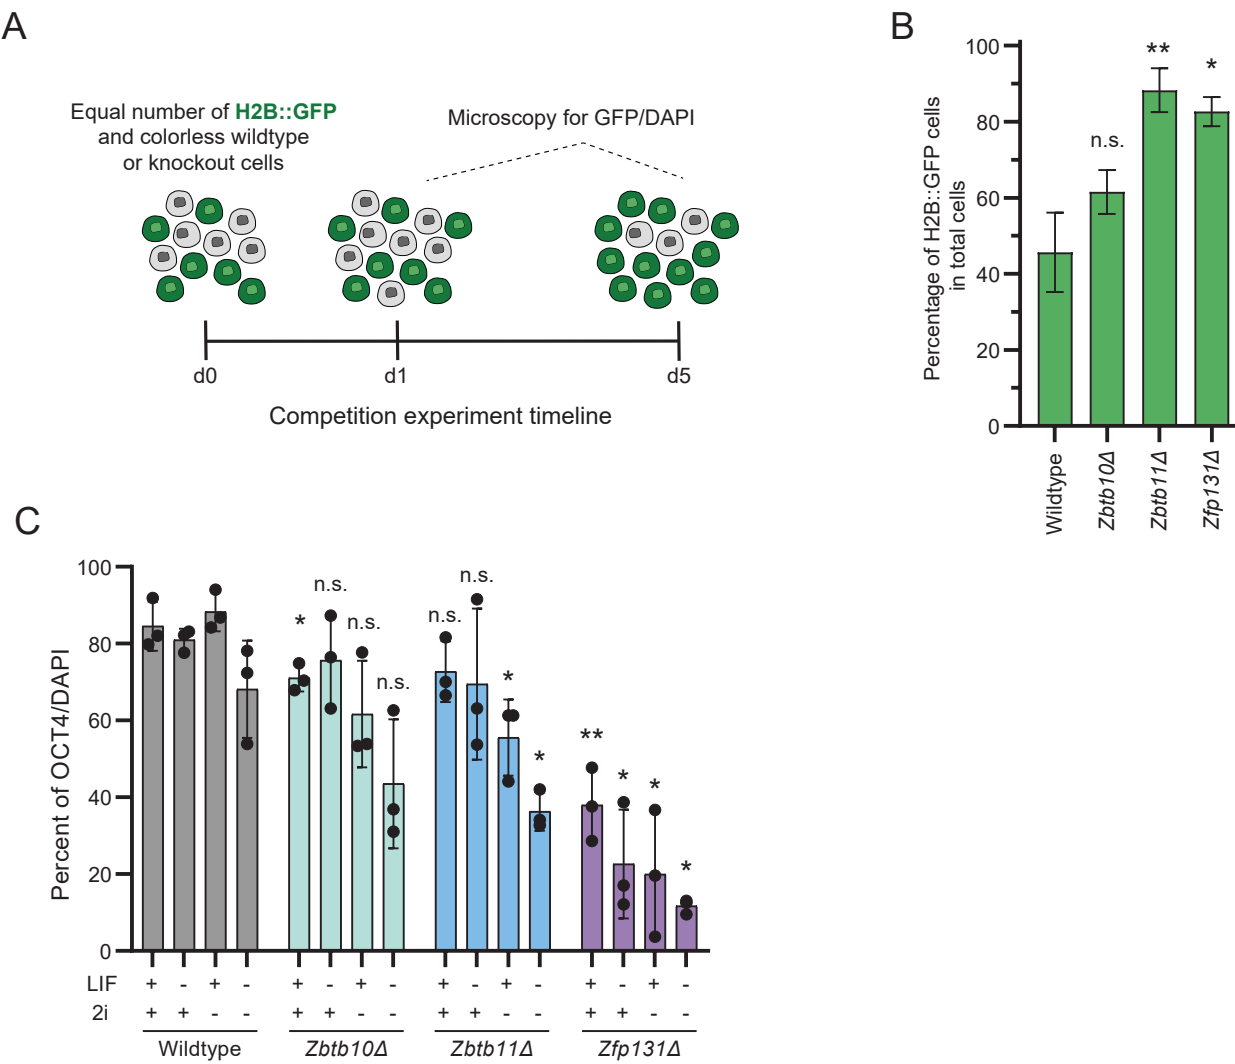 A
Equal number of H2B::GFP
and colorless wildtype
or knockout cells
Microscopy for GFP/DAPI
d0
d1
d5
Competition experiment timeline
B
Percentage of H2B::GFP cells
in total cells
100
80
60
40
20
0
n.s.
**
*
Wildtype
Zbtb10Δ
Zbtb11Δ
Zfp131Δ
C
Percent of OCT4/DAPI
100
80
60
40
20
0
* n.s. n.s. n.s.
n.s. n.s. * *
** * * *
LIF + - + - + - + - + - + - + - + -
2i + + - - + + - - + + - - + + - -
Wildtype Zbtb10Δ Zbtb11Δ Zfp131Δ